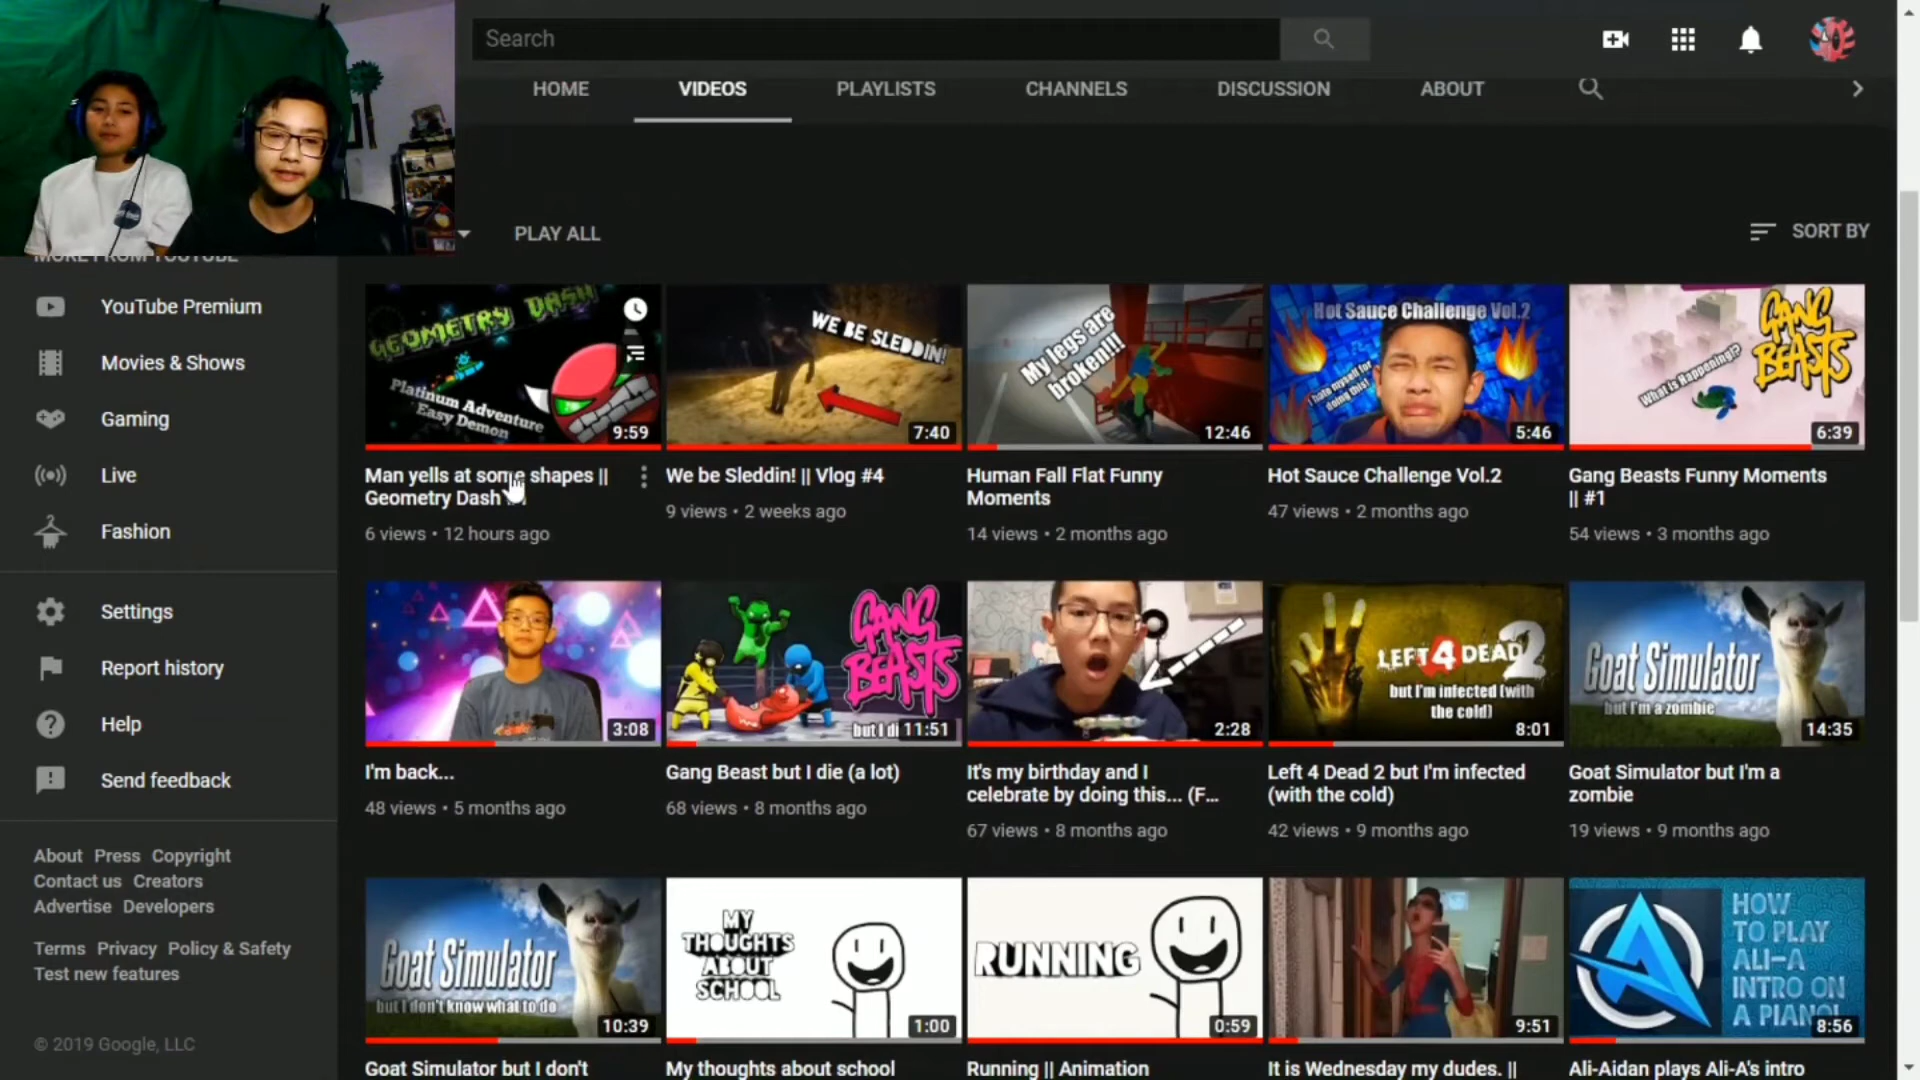 Search
HOME VIDEOS PLAYLISTS CHANNELS DISCUSSION ABOUT
PLAY ALL
SORT BY
MORE FROM YOUTUBE
YouTube Premium
Movies & Shows
Gaming
Live
Fashion
Settings
Report history
Help
Send feedback
About Press Copyright
Contact us Creators
Advertise Developers
Terms Privacy Policy & Safety
Test new features
© 2019 Google, LLC
GEOMETRY DASH
Platinum Adventure
Easy Demon
9:59
Man yells at some shapes ||
Geometry Dash
6 views • 12 hours ago
WE BE SLEDDIN!
7:40
We be Sleddin! || Vlog #4
9 views • 2 weeks ago
My legs are
broken!!!
12:46
Human Fall Flat Funny
Moments
14 views • 2 months ago
Hot Sauce Challenge Vol.2
I hate myself for
doing this!
5:46
Hot Sauce Challenge Vol.2
47 views • 2 months ago
GANG
BEASTS
What is Happening!?
6:39
Gang Beasts Funny Moments
|| #1
54 views • 3 months ago
3:08
I'm back...
48 views • 5 months ago
GANG
BEASTS
but I di
11:51
Gang Beast but I die (a lot)
68 views • 8 months ago
2:28
It's my birthday and I
celebrate by doing this... (F...
67 views • 8 months ago
LEFT 4 DEAD 2
but I'm infected (with
the cold)
8:01
Left 4 Dead 2 but I'm infected
(with the cold)
42 views • 9 months ago
Goat Simulator
but I'm a zombie
14:35
Goat Simulator but I'm a
zombie
19 views • 9 months ago
Goat Simulator
but I don't know what to do
10:39
Goat Simulator but I don't
MY
THOUGHTS
ABOUT
SCHOOL
1:00
My thoughts about school
RUNNING
0:59
Running || Animation
9:51
It is Wednesday my dudes. ||
HOW
TO PLAY
ALI-A
INTRO ON
A PIANO!
8:56
Ali-Aidan plays Ali-A's intro